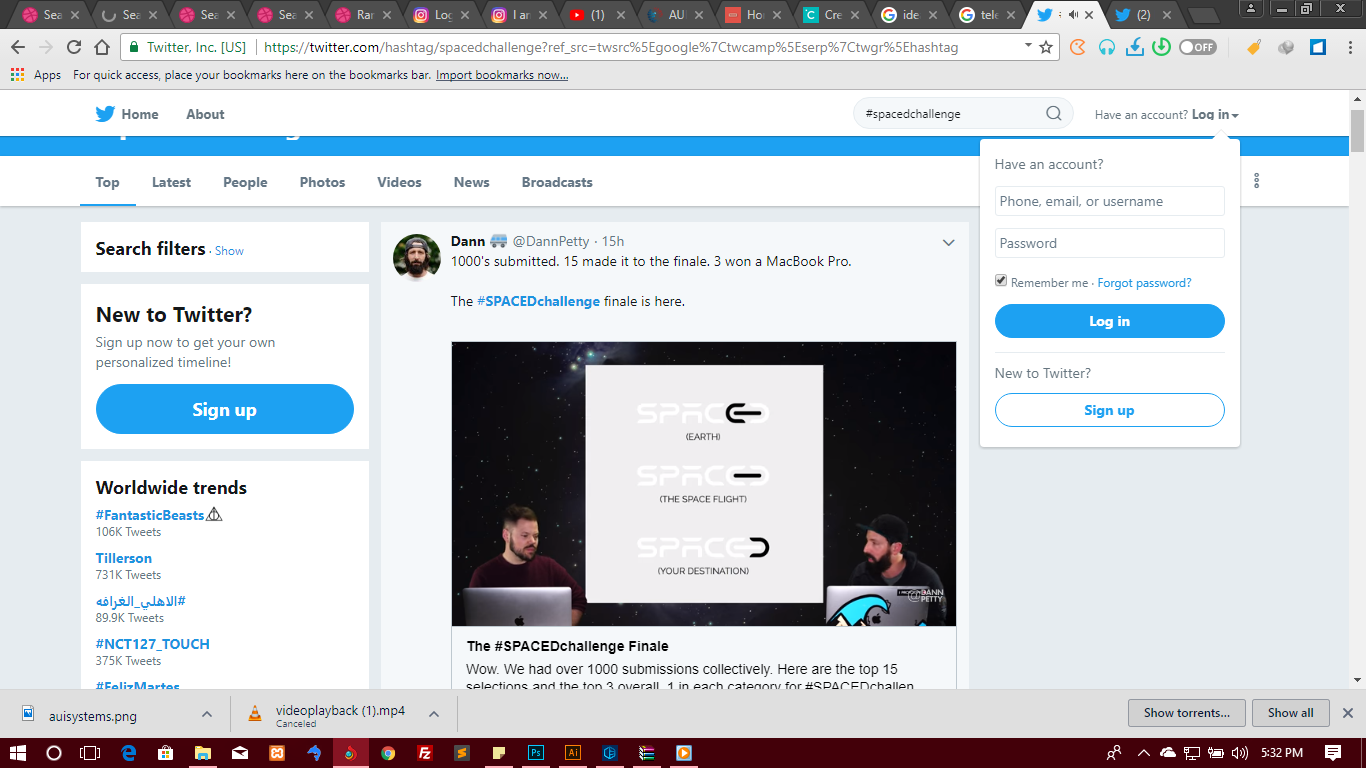 Sea
Sea
Sea
Sea
Rar
Log
I ar
(1)
AUI
Hor
Cre
ide
tele
(2)
Twitter, Inc. [US]
https://twitter.com/hashtag/spacedchallenge?ref_src=twsrc%5Egoogle%7Ctwcamp%5Eserp%7Ctwgr%5Ehashtag
OFF
Apps
For quick access, place your bookmarks here on the bookmarks bar.
Import bookmarks now...
Home
About
#spacedchallenge
Have an account? Log in
Top
Latest
People
Photos
Videos
News
Broadcasts
Have an account?
Phone, email, or username
Password
Remember me · Forgot password?
Log in
New to Twitter?
Sign up
Search filters · Show
New to Twitter?
Sign up now to get your own
personalized timeline!
Sign up
Worldwide trends
#FantasticBeasts
106K Tweets
Tillerson
731K Tweets
#الاهلي_الغرافه
89.9K Tweets
#NCT127_TOUCH
375K Tweets
#FelizMartes
Dann @DannPetty · 15h
1000's submitted. 15 made it to the finale. 3 won a MacBook Pro.
The #SPACEDchallenge finale is here.
SPACED
(EARTH)
SPACE
(THE SPACE FLIGHT)
SPACED
(YOUR DESTINATION)
@DANN
PETTY
The #SPACEDchallenge Finale
Wow. We had over 1000 submissions collectively. Here are the top 15
selections and the top 3 overall, 1 in each category for #SPACEDchallen
auisystems.png
videoplayback (1).mp4
Canceled
Show torrents...
Show all
5:32 PM